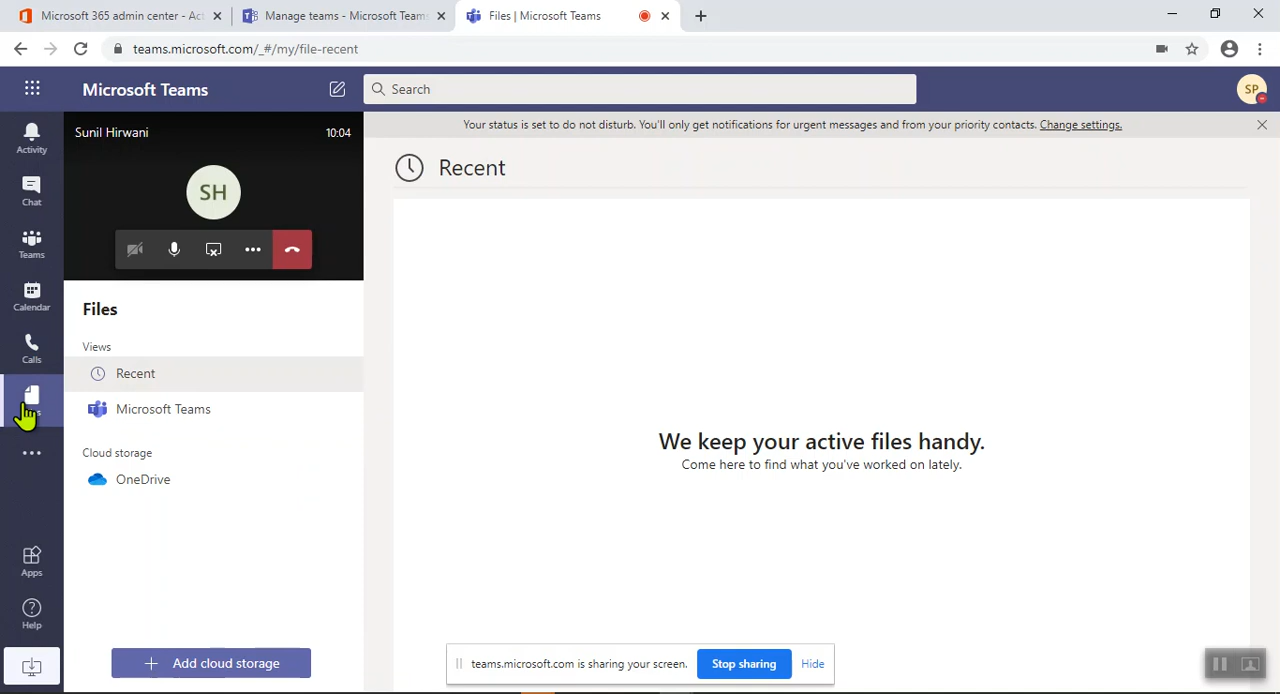 Microsoft 365 admin center - Act
Manage teams - Microsoft Teams
Files | Microsoft Teams
teams.microsoft.com/_#/my/file-recent
Microsoft Teams
Search
SP
Your status is set to do not disturb. You'll only get notifications for urgent messages and from your priority contacts. Change settings.
Activity
Chat
Teams
Calendar
Calls
Apps
Help
Sunil Hirwani
10:04
SH
Files
Views
Recent
Microsoft Teams
Cloud storage
OneDrive
Add cloud storage
Recent
We keep your active files handy.
Come here to find what you've worked on lately.
teams.microsoft.com is sharing your screen.
Stop sharing
Hide